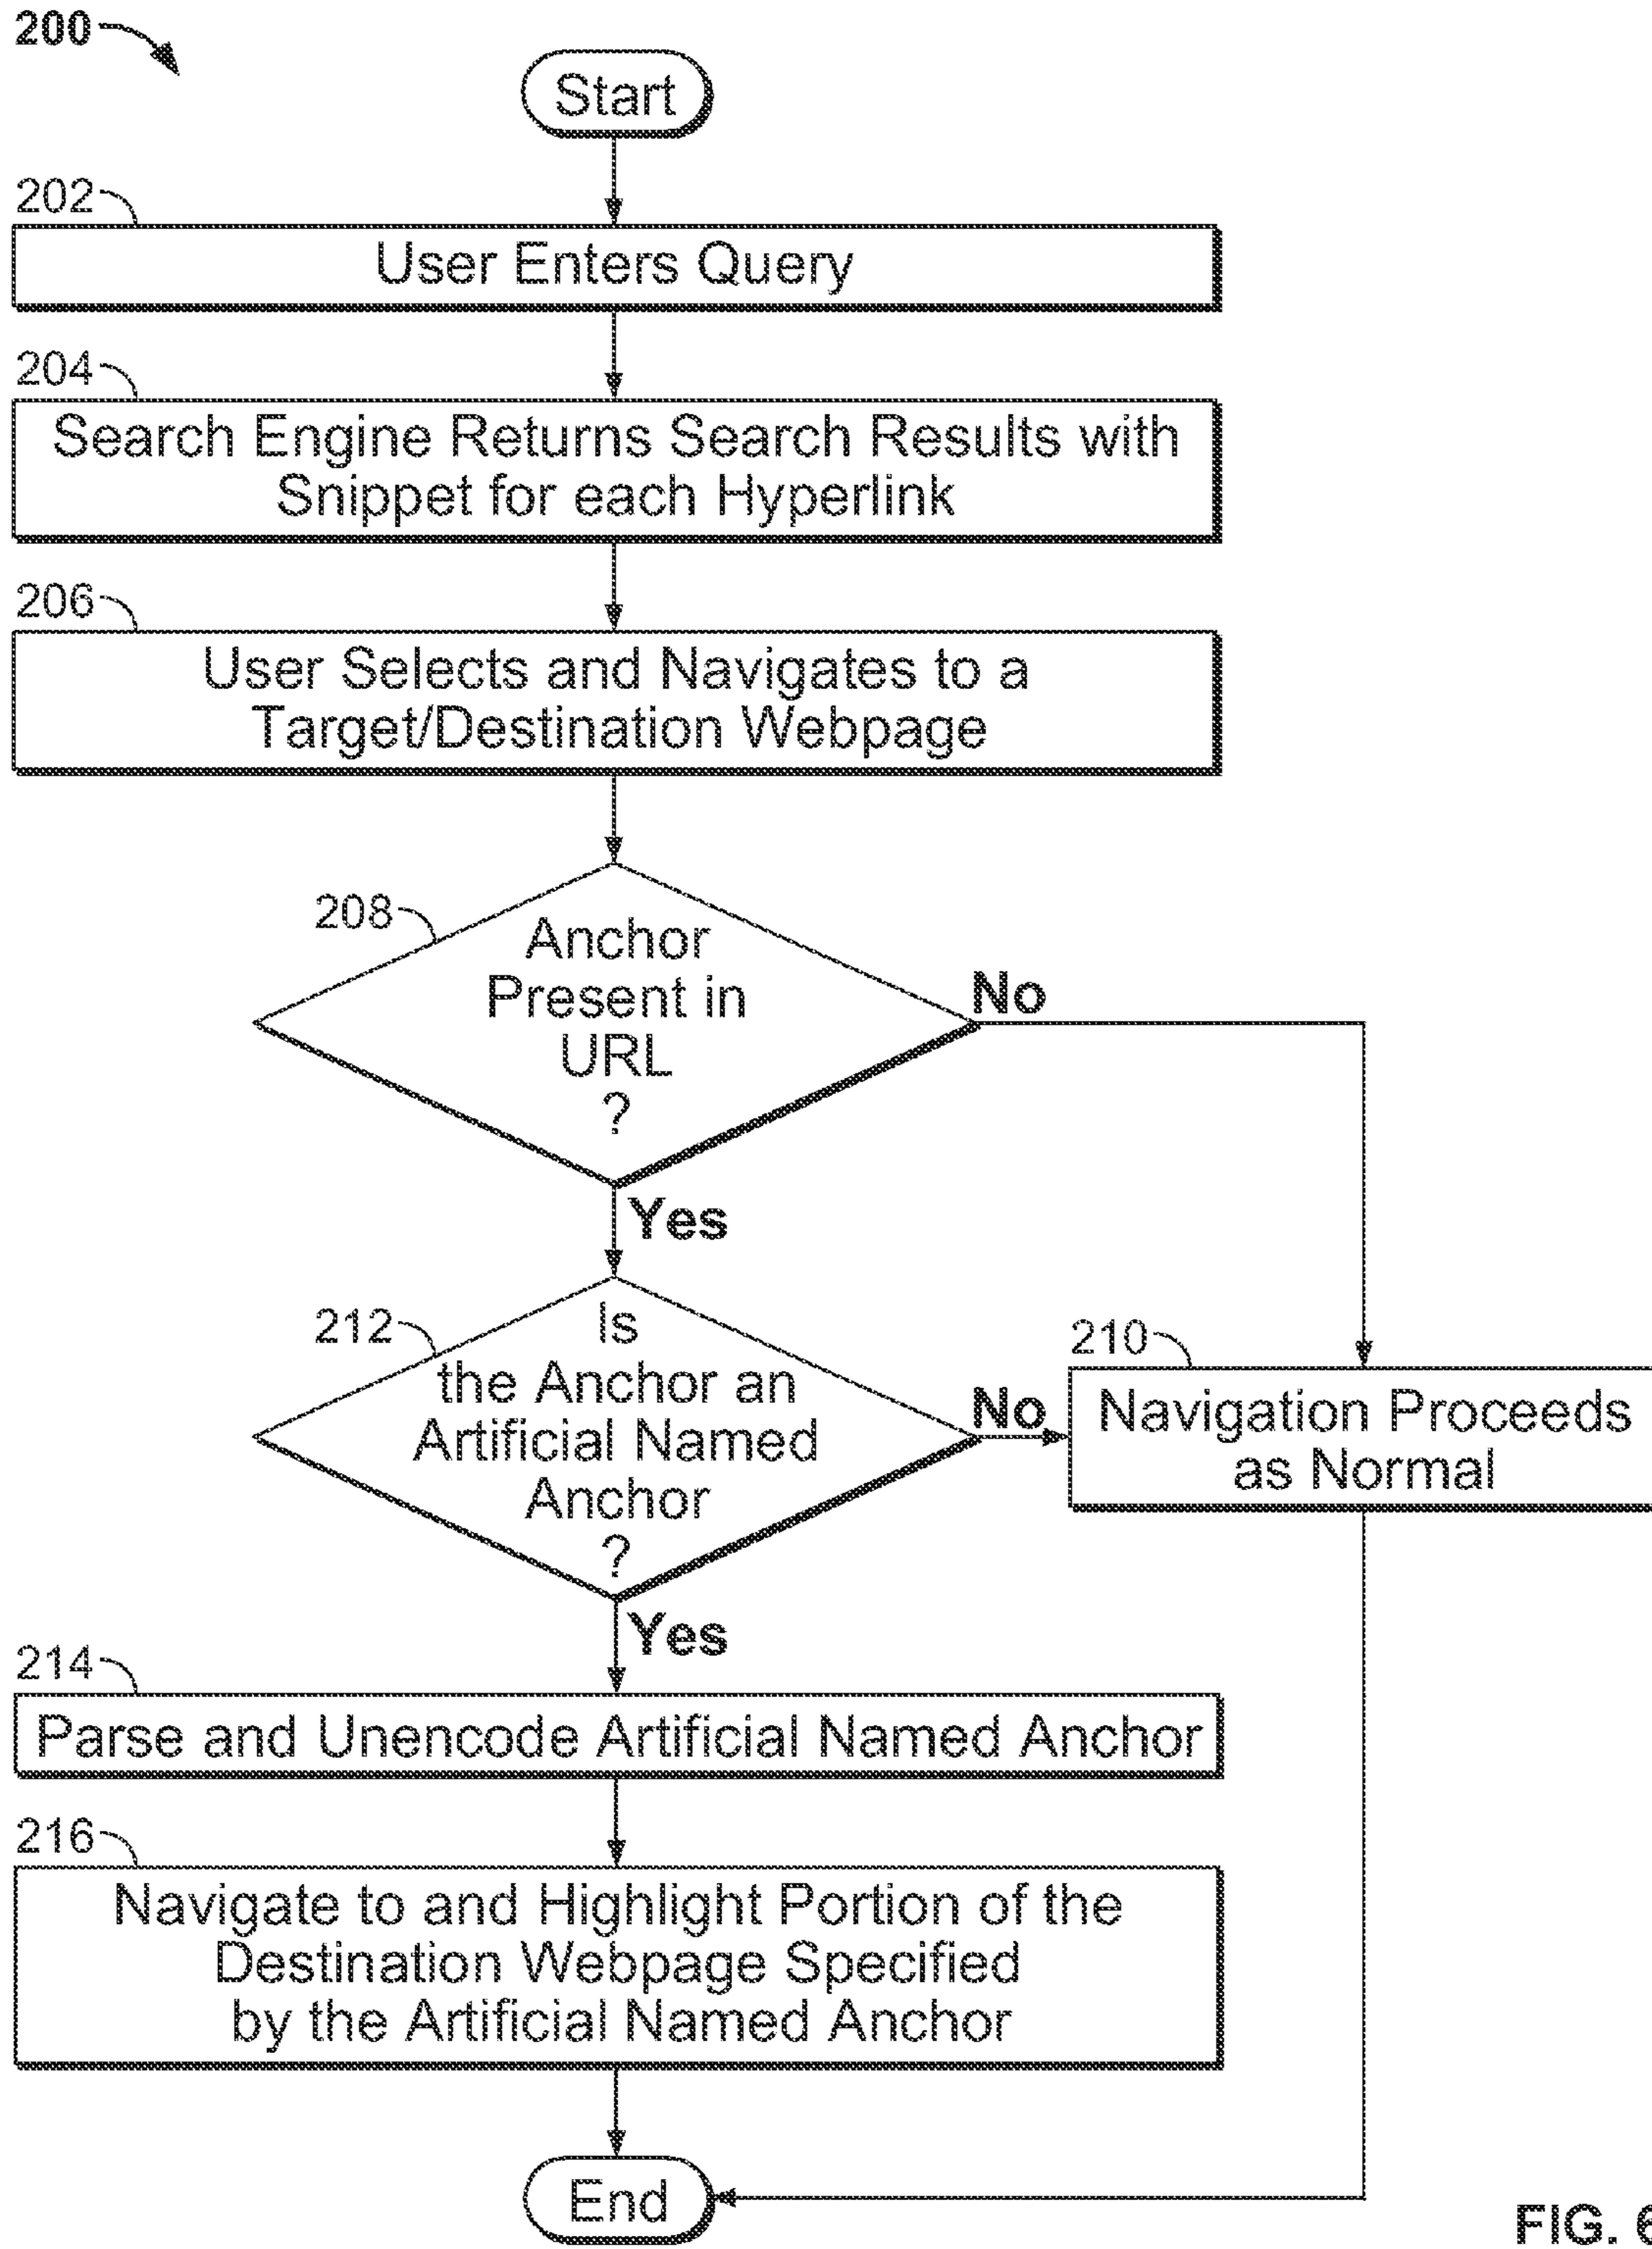 200
Start
202
User Enters Query
204
Search Engine Returns Search Results with
Snippet for each Hyperlink
206
User Selects and Navigates to a
Target/Destination Webpage
208
Anchor
Present in
URL
?
No
Yes
212
Is
the Anchor an
Artificial Named
Anchor
?
No
210
Navigation Proceeds
as Normal
Yes
214
Parse and Unencode Artificial Named Anchor
216
Navigate to and Highlight Portion of the
Destination Webpage Specified
by the Artificial Named Anchor
End
FIG. 6